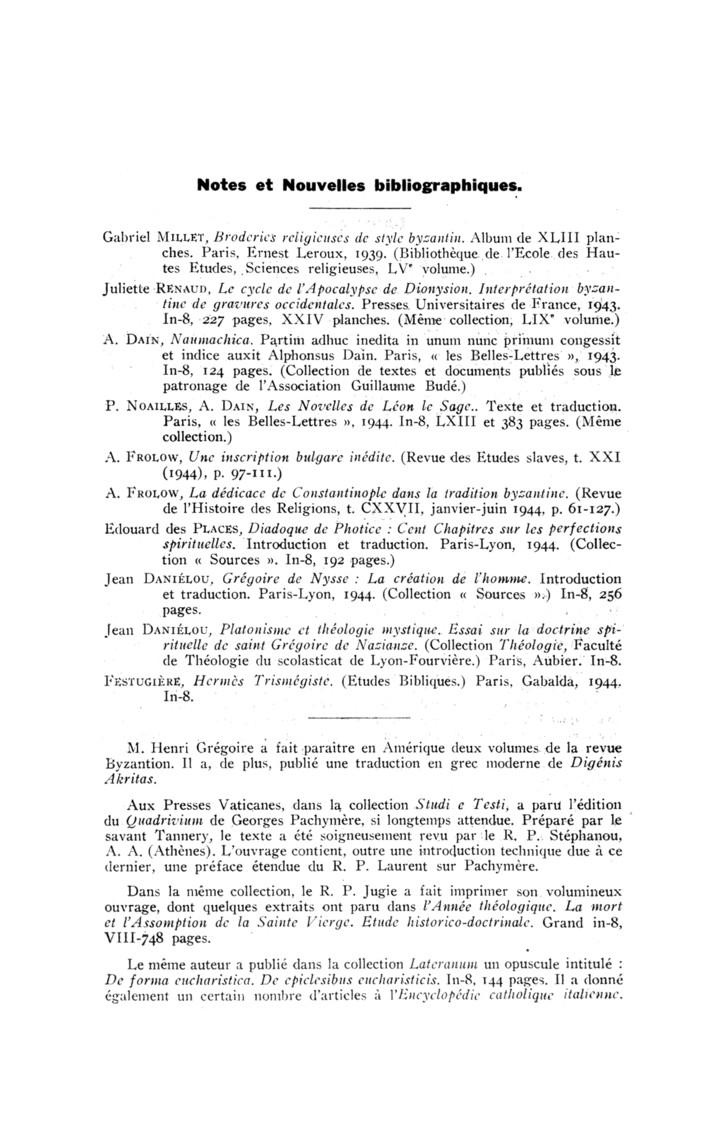 Notes et Nouvelles bibliographiques.
Gabriel MILLET, Broderies religieuses de style byzantin. Album de XLIII plan-
ches. Paris, Ernest Leroux, 1939. (Bibliothèque de l'Ecole des Hau-
tes Etudes, Sciences religieuses, LVe volume.)
Juliette RENAUD, Le cycle de l'Apocalypse de Dionysion. Interprétation byzan-
tine de gravures occidentales. Presses Universitaires de France, 1943.
In-8, 227 pages, XXIV planches. (Même collection, LIXe volume.)
A. DAIN, Naumachica. Partim adhuc inedita in unum nunc primum congessit
et indice auxit Alphonsus Dain. Paris, « les Belles-Lettres », 1943.
In-8, 124 pages. (Collection de textes et documents publiés sous le
patronage de l'Association Guillaume Budé.)
P. NOAILLES, A. DAIN, Les Novelles de Léon le Sage.. Texte et traduction.
Paris, « les Belles-Lettres », 1944. In-8, LXIII et 383 pages. (Même
collection.)
A. FROLOW, Une inscription bulgare inédite. (Revue des Etudes slaves, t. XXI
(1944), p. 97-111.)
A. FROLOW, La dédicace de Constantinople dans la tradition byzantine. (Revue
de l'Histoire des Religions, t. CXXVII, janvier-juin 1944, p. 61-127.)
Edouard des PLACES, Diadoque de Photice : Cent Chapitres sur les perfections
spirituelles. Introduction et traduction. Paris-Lyon, 1944. (Collec-
tion « Sources ». In-8, 192 pages.)
Jean DANIÉLOU, Grégoire de Nysse : La création de l'homme. Introduction
et traduction. Paris-Lyon, 1944. (Collection « Sources ».) In-8, 256
pages.
Jean DANIÉLOU, Platonisme et théologie mystique. Essai sur la doctrine spi-
rituelle de saint Grégoire de Nazianze. (Collection Théologie, Faculté
de Théologie du scolasticat de Lyon-Fourvière.) Paris, Aubier. In-8.
FESTUGIÈRE, Hermès Trismégiste. (Etudes Bibliques.) Paris, Gabalda, 1944.
In-8.
M. Henri Grégoire a fait paraître en Amérique deux volumes de la revue
Byzantion. Il a, de plus, publié une traduction en grec moderne de Digénis
Akritas.
Aux Presses Vaticanes, dans la collection Studi e Testi, a paru l'édition
du Quadrivium de Georges Pachymère, si longtemps attendue. Préparé par le
savant Tannery, le texte a été soigneusement revu par le R. P. Stéphanou,
A. A. (Athènes). L'ouvrage contient, outre une introduction technique due à ce
dernier, une préface étendue du R. P. Laurent sur Pachymère.
Dans la même collection, le R. P. Jugie a fait imprimer son volumineux
ouvrage, dont quelques extraits ont paru dans l'Année théologique. La mort
et l'Assomption de la Sainte Vierge. Etude historico-doctrinale. Grand in-8,
VIII-748 pages.
Le même auteur a publié dans la collection Lateranum un opuscule intitulé :
De forma eucharistica. De epiclesibus eucharisticis. In-8, 144 pages. Il a donné
également un certain nombre d'articles à l'Encyclopédie catholique italienne.